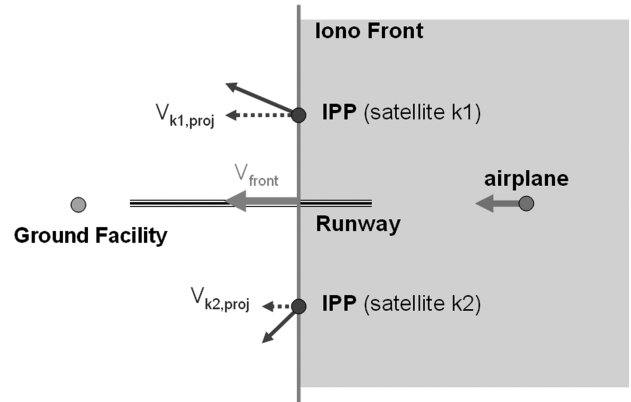 Iono Front
IPP (satellite k1)
Vk1,proj
Vfront
airplane
Runway
Ground Facility
Vk2,proj
IPP (satellite k2)